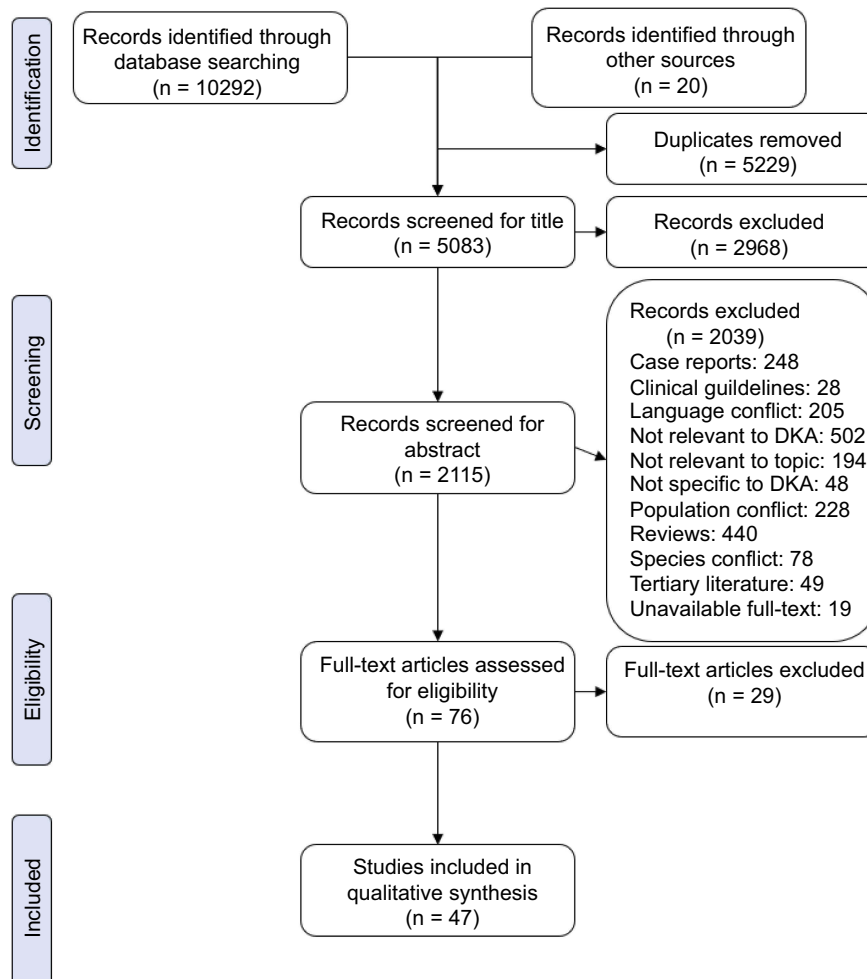 Identification
Records identified through
database searching
(n = 10292)
Records identified through
other sources
(n = 20)
Duplicates removed
(n = 5229)
Records screened for title
(n = 5083)
Records excluded
(n = 2968)
Screening
Records screened for
abstract
(n = 2115)
Records excluded
(n = 2039)
Case reports: 248
Clinical guildelines: 28
Language conflict: 205
Not relevant to DKA: 502
Not relevant to topic: 194
Not specific to DKA: 48
Population conflict: 228
Reviews: 440
Species conflict: 78
Tertiary literature: 49
Unavailable full-text: 19
Eligibility
Full-text articles assessed
for eligibility
(n = 76)
Full-text articles excluded
(n = 29)
Included
Studies included in
qualitative synthesis
(n = 47)